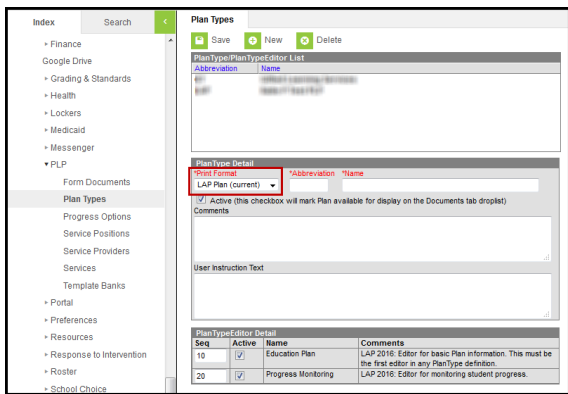 Index
Search
<
Finance
Google Drive
Grading & Standards
Health
Lockers
Medicaid
Messenger
PLP
Form Documents
Plan Types
Progress Options
Service Positions
Service Providers
Services
Template Banks
Portal
Preferences
Resources
Response to Intervention
Roster
School Choice
Plan Types
Save New Delete
PlanType/PlanTypeEditor List
Abbreviation Name
PlanType Detail
*Print Format *Abbreviation *Name
LAP Plan (current)
Active (this checkbox will mark Plan available for display on the Documents tab droplist)
Comments
User Instruction Text
PlanTypeEditor Detail
Seq Active Name Comments
10 Education Plan LAP 2016: Editor for basic Plan information. This must be
the first editor in any PlanType definition.
20 Progress Monitoring LAP 2016: Editor for monitoring student progress.